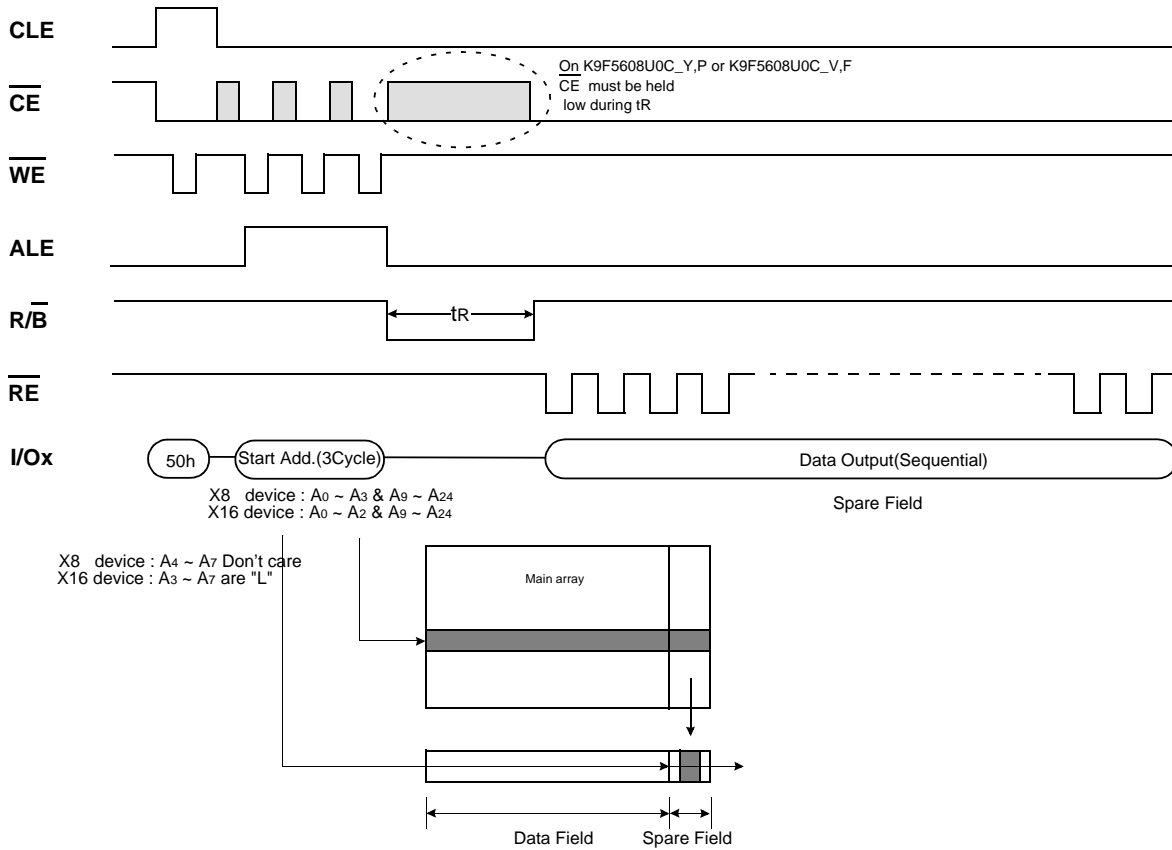 CLE
On K9F5608U0C_Y,P or K9F5608U0C_V,F
CE must be held
low during tR
CE
WE
ALE
R/B
tR
RE
I/Ox
50h
Start Add.(3Cycle)
Data Output(Sequential)
X8 device : A0 ~ A3 & A9 ~ A24
X16 device : A0 ~ A2 & A9 ~ A24
Spare Field
X8 device : A4 ~ A7 Don't care
X16 device : A3 ~ A7 are "L"
Main array
Data Field
Spare Field